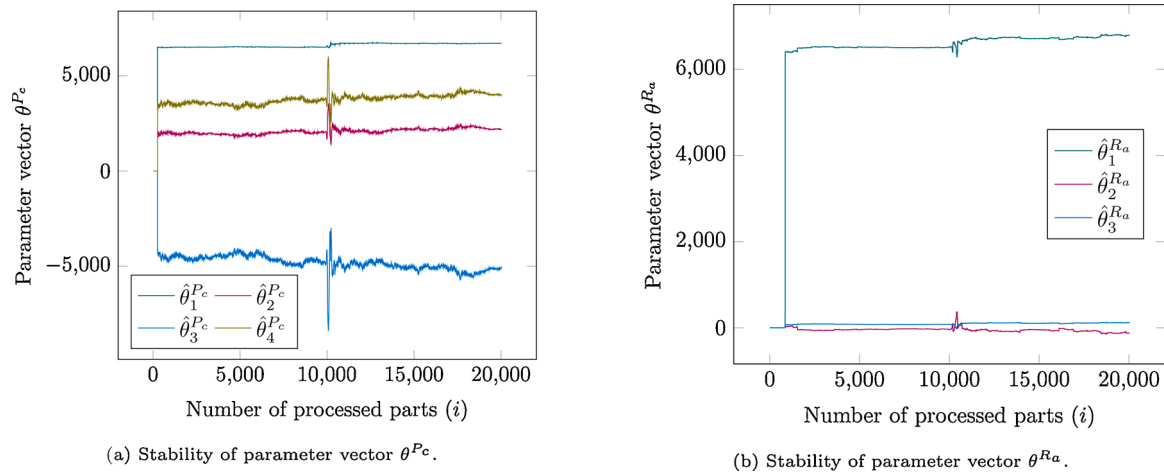 5,000
0
−5,000
Parameter vector θ^{P_c}
θ̂_1^{P_c} θ̂_2^{P_c}
θ̂_3^{P_c} θ̂_4^{P_c}
0 5,000 10,000 15,000 20,000
Number of processed parts (i)
(a) Stability of parameter vector θ^{P_c}.
6,000
4,000
2,000
0
Parameter vector θ^{R_a}
θ̂_1^{R_a}
θ̂_2^{R_a}
θ̂_3^{R_a}
0 5,000 10,000 15,000 20,000
Number of processed parts (i)
(b) Stability of parameter vector θ^{R_a}.